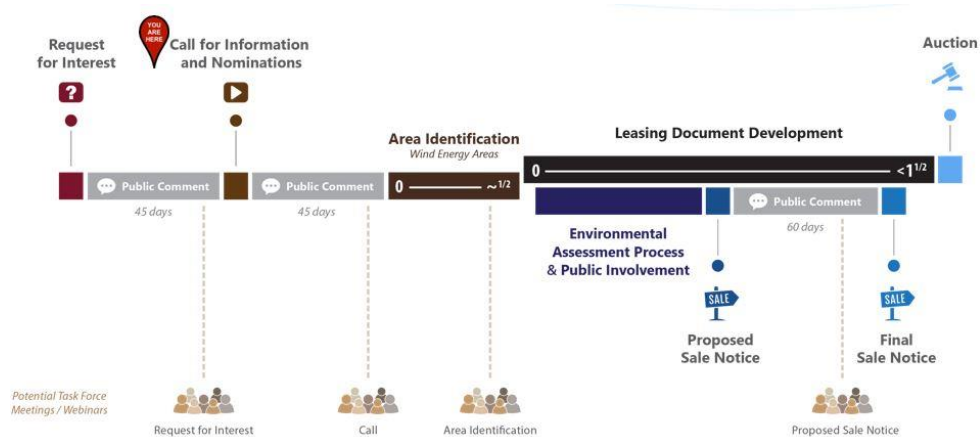 YOU
ARE
HERE
Request
for Interest
Call for Information
and Nominations
Auction
?
Area Identification
Wind Energy Areas
Leasing Document Development
0
<1 1/2
Public Comment
Public Comment
0
~1/2
45 days
45 days
Public Comment
60 days
Environmental
Assessment Process
& Public Involvement
SALE
SALE
Proposed
Sale Notice
Final
Sale Notice
Potential Task Force
Meetings / Webinars
Request for Interest
Call
Area Identification
Proposed Sale Notice